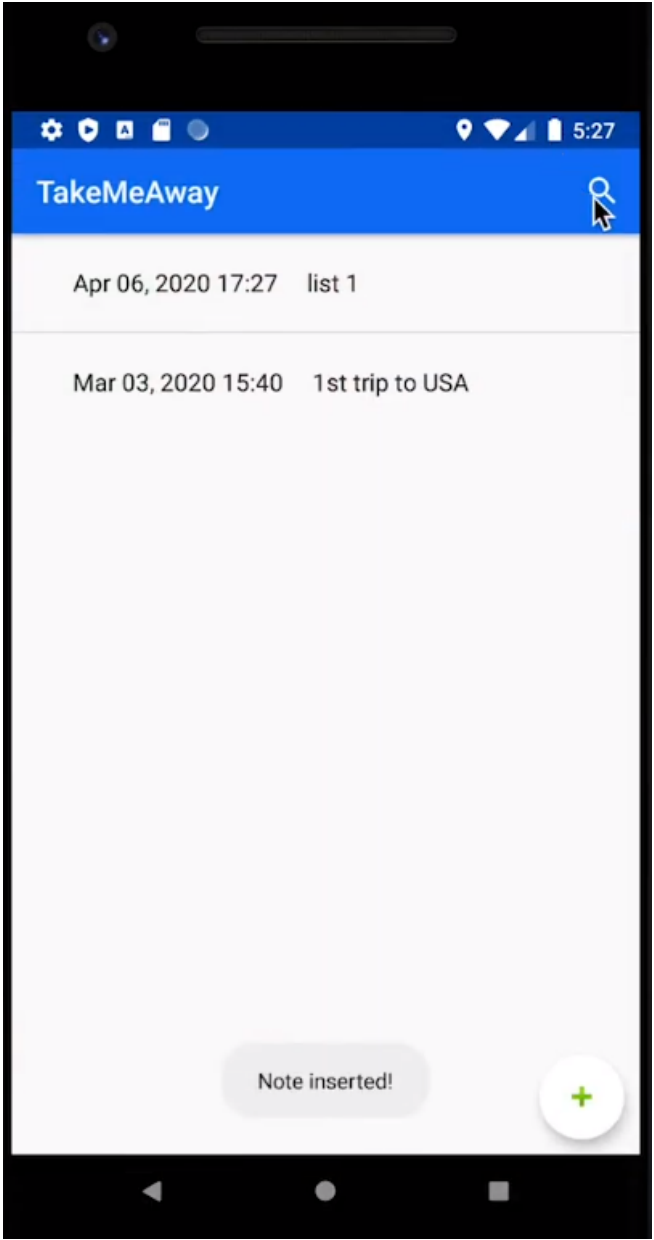 A 5:27
TakeMeAway
Apr 06, 2020 17:27 list 1
Mar 03, 2020 15:40 1st trip to USA
Note inserted!